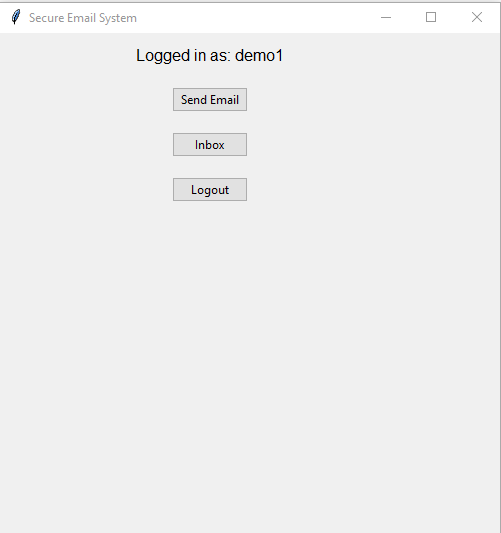 Secure Email System
Logged in as: demo1
Send Email
Inbox
Logout